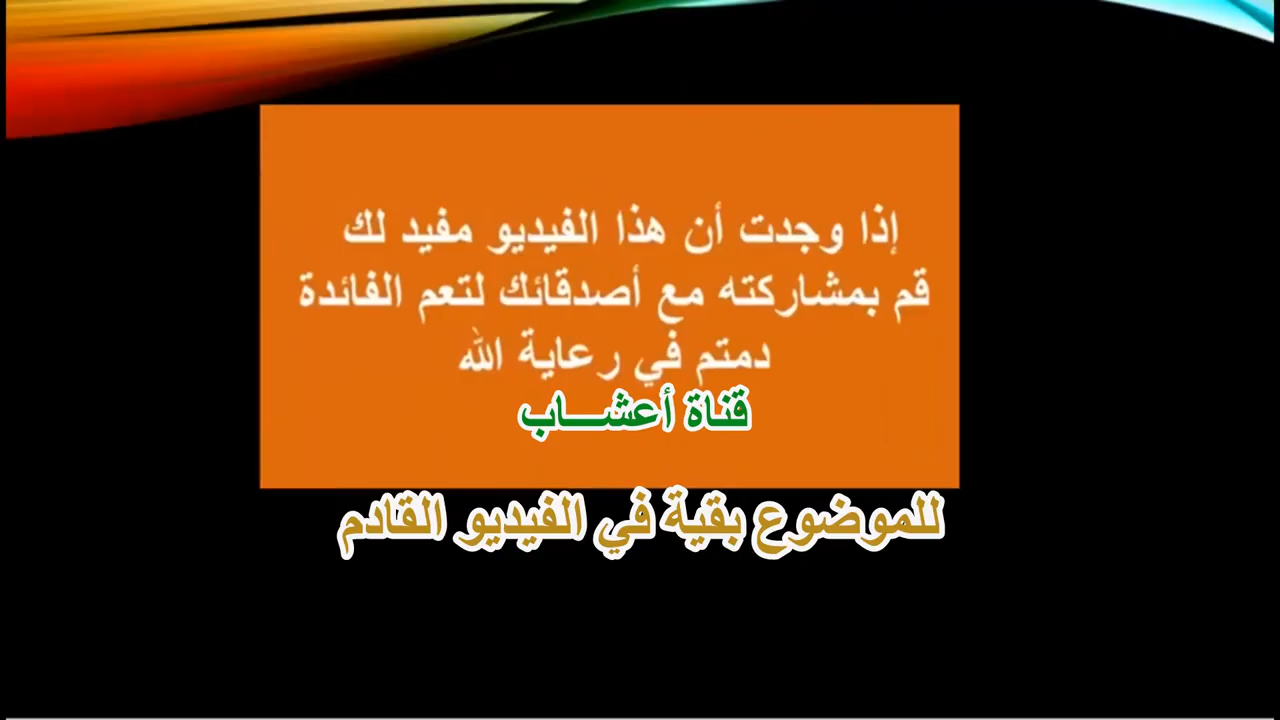 إذا وجدت أن هذا الفيديو مفيد لك
قم بمشاركته مع أصدقائك لتعم الفائدة
دمتم في رعاية الله
قناة أعشـــاب
للموضوع بقية في الفيديو القادم